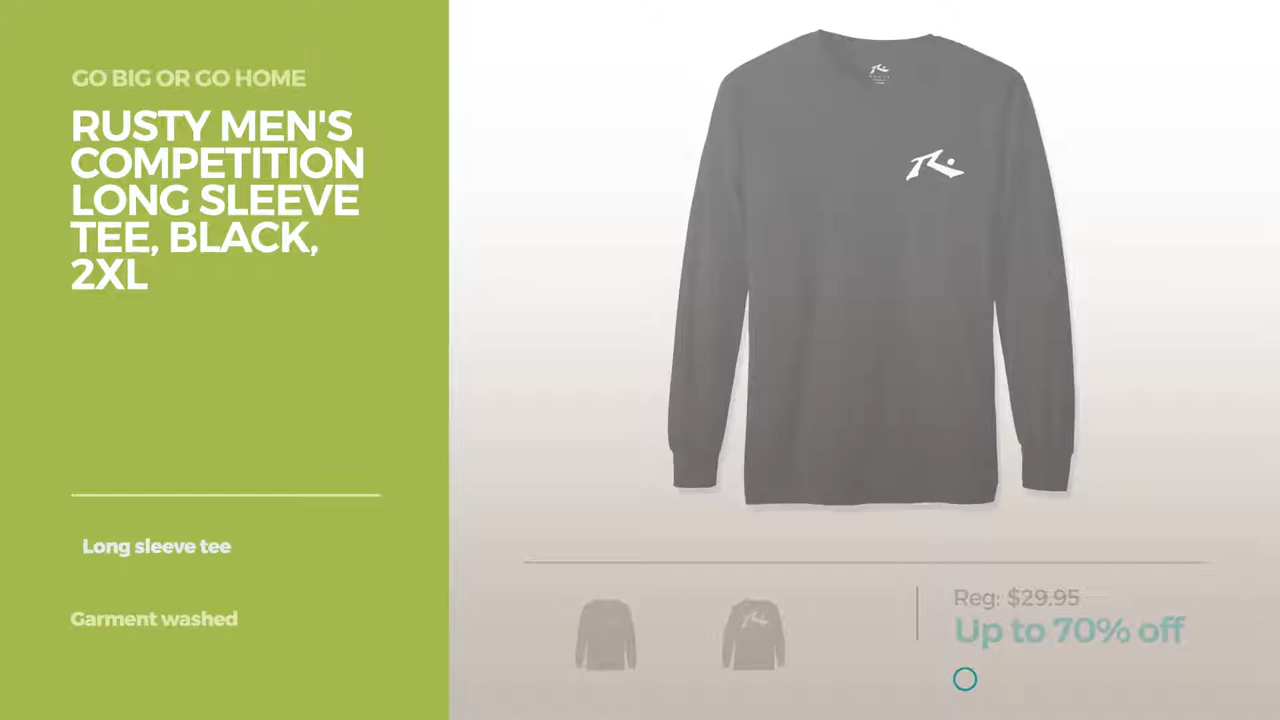 GO BIG OR GO HOME
RUSTY MEN'S
COMPETITION
LONG SLEEVE
TEE, BLACK,
2XL
Long sleeve tee
Garment washed
Reg: $29.95
Up to 70% off